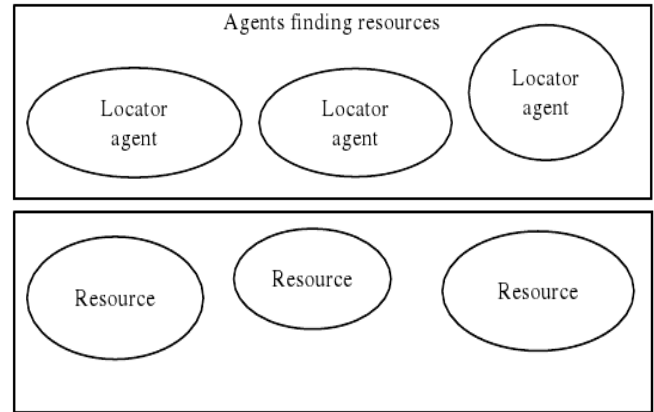 Agents finding resources
Locator
agent
Locator
agent
Locator
agent
Resource
Resource
Resource